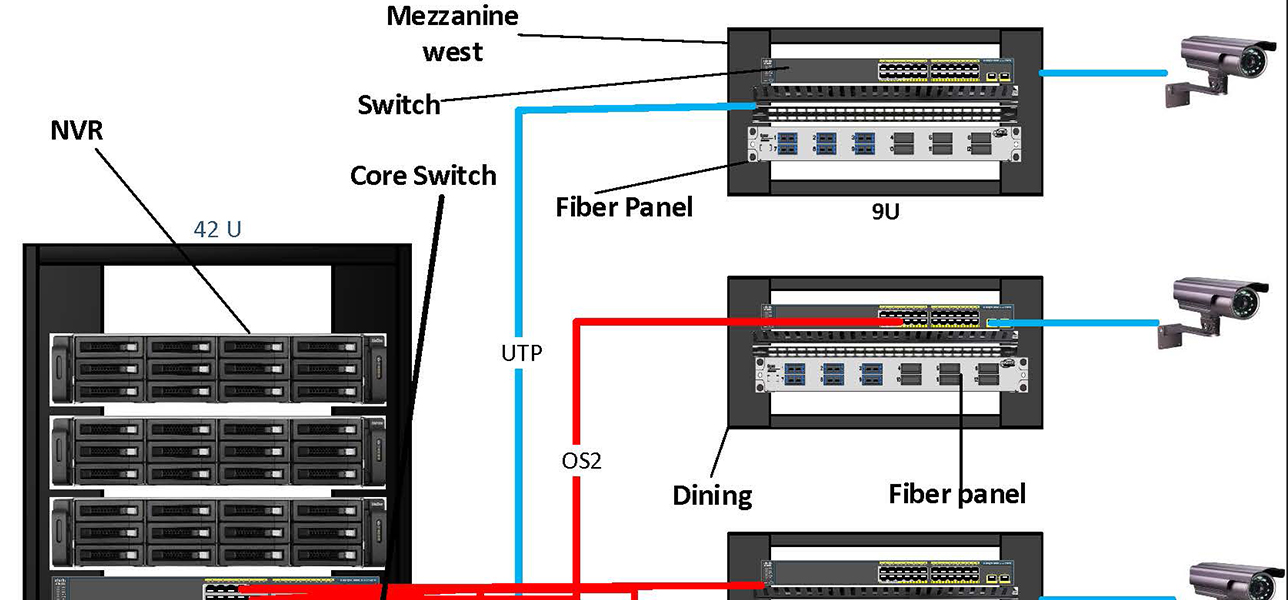 Mezzanine
west
Switch
NVR
Core Switch
Fiber Panel
9U
42 U
UTP
OS2
Dining
Fiber panel